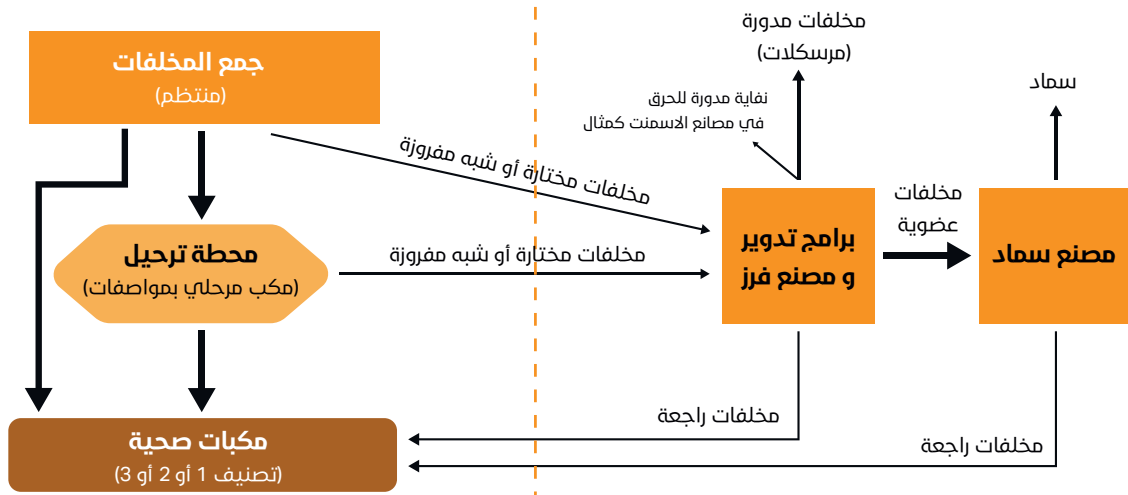 جمع المخلفات
(منتظم)
مخلفات مدورة
(مرسكلات)
سماد
نفاية مدورة للحرق
في مصانع الاسمنت كمثال
مخلفات مختارة أو شبه مفروزة
مخلفات
عضوية
محطة ترحيل
(مكب مرحلي بمواصفات)
مخلفات مختارة أو شبه مفروزة
برامج تدوير
و مصنع فرز
مصنع سماد
مخلفات راجعة
مخلفات راجعة
مكبات صحية
(تصنيف 1 أو 2 أو 3)